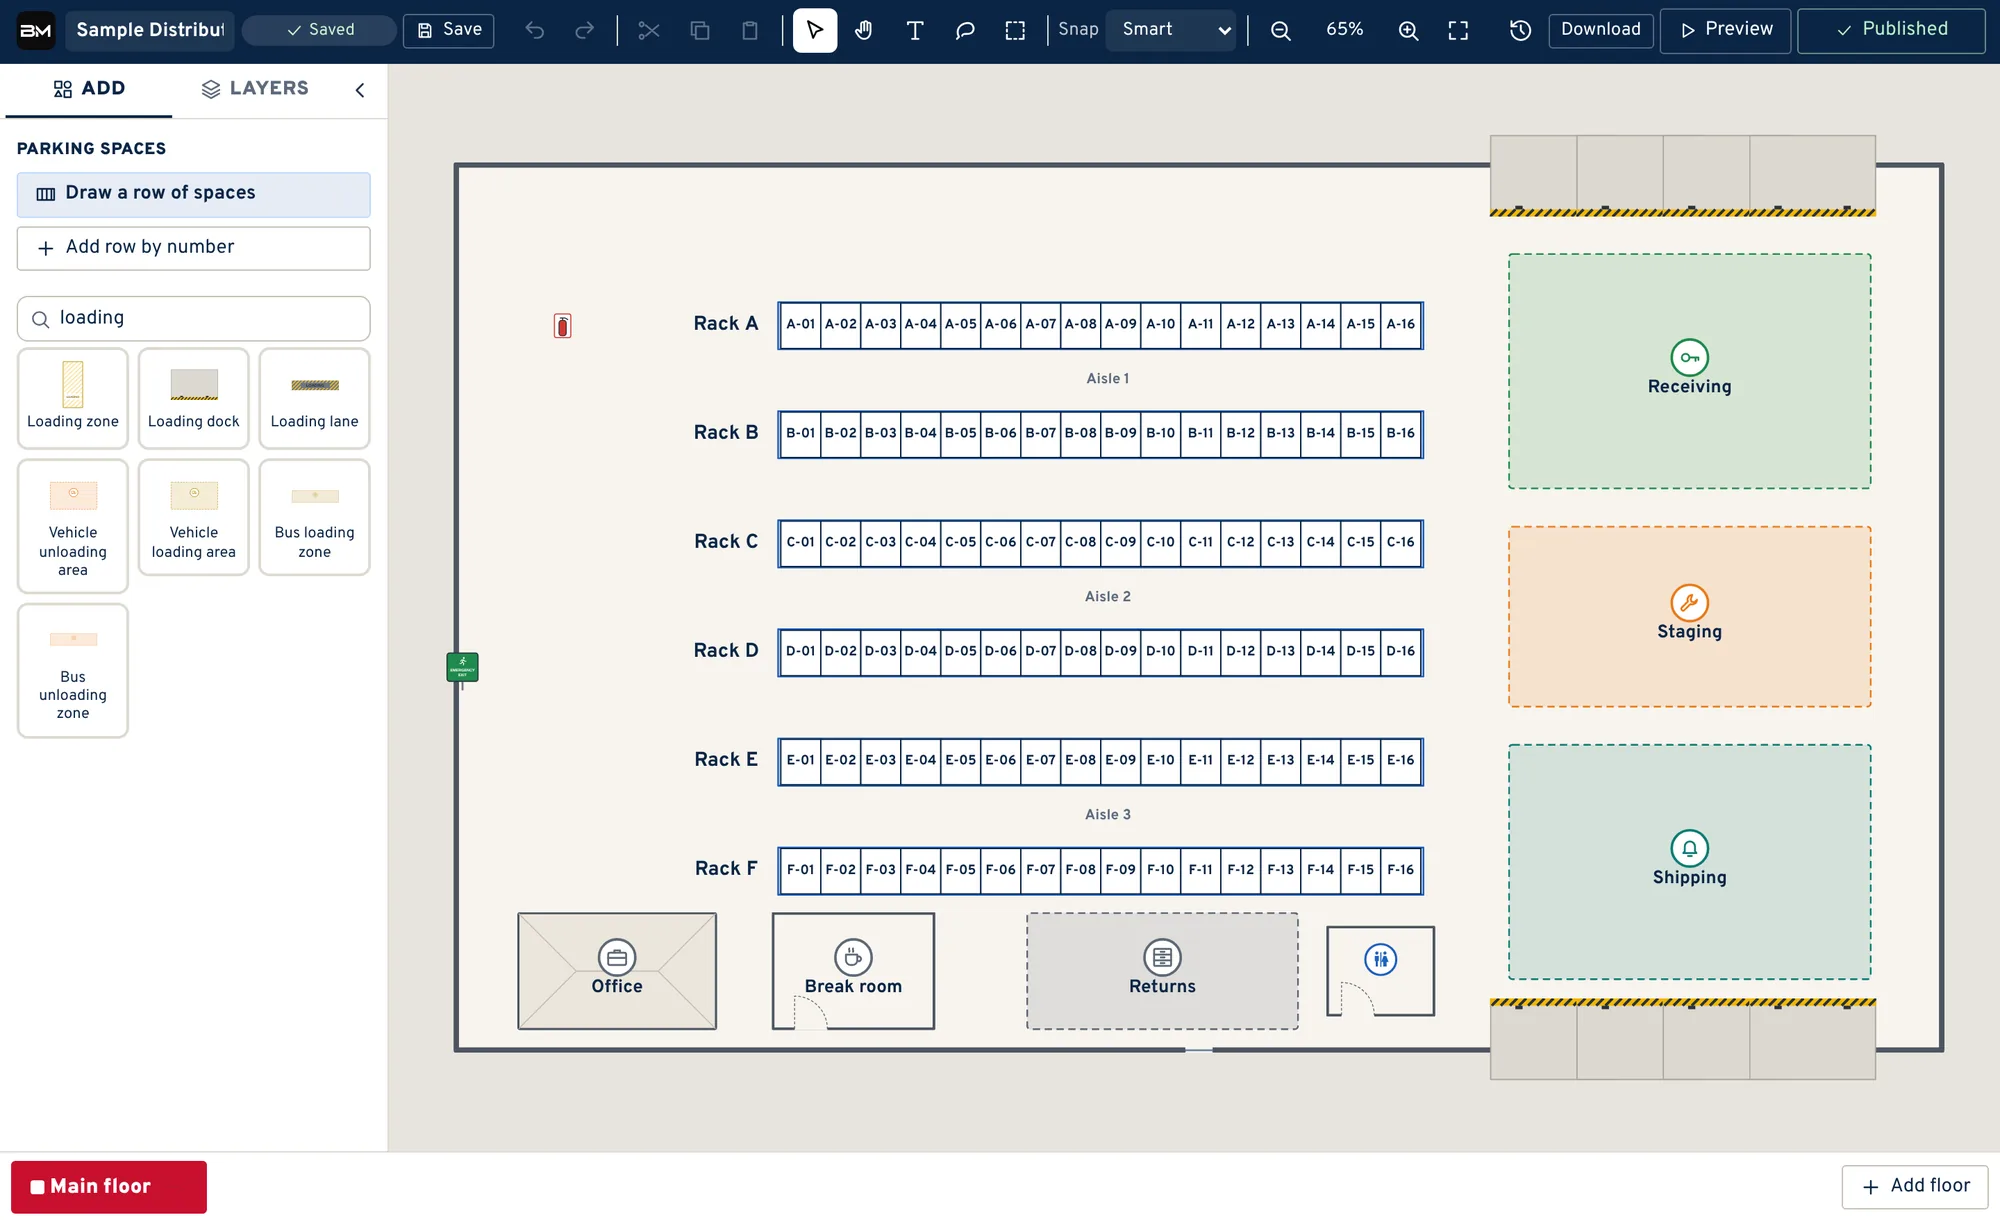 BM
Sample Distribut
Saved
Save
Snap
Smart
65%
Download
Preview
Published
ADD
LAYERS
PARKING SPACES
Draw a row of spaces
Add row by number
loading
Loading zone
Loading dock
Loading lane
Vehicle
unloading
area
Vehicle
loading area
Bus loading
zone
Bus
unloading
zone
Rack A
A-01 A-02 A-03 A-04 A-05 A-06 A-07 A-08 A-09 A-10 A-11 A-12 A-13 A-14 A-15 A-16
Aisle 1
Rack B
B-01 B-02 B-03 B-04 B-05 B-06 B-07 B-08 B-09 B-10 B-11 B-12 B-13 B-14 B-15 B-16
Rack C
C-01 C-02 C-03 C-04 C-05 C-06 C-07 C-08 C-09 C-10 C-11 C-12 C-13 C-14 C-15 C-16
Aisle 2
Rack D
D-01 D-02 D-03 D-04 D-05 D-06 D-07 D-08 D-09 D-10 D-11 D-12 D-13 D-14 D-15 D-16
EMERGENCY
EXIT
Rack E
E-01 E-02 E-03 E-04 E-05 E-06 E-07 E-08 E-09 E-10 E-11 E-12 E-13 E-14 E-15 E-16
Aisle 3
Rack F
F-01 F-02 F-03 F-04 F-05 F-06 F-07 F-08 F-09 F-10 F-11 F-12 F-13 F-14 F-15 F-16
Receiving
Staging
Shipping
Office
Break room
Returns
Main floor
Add floor